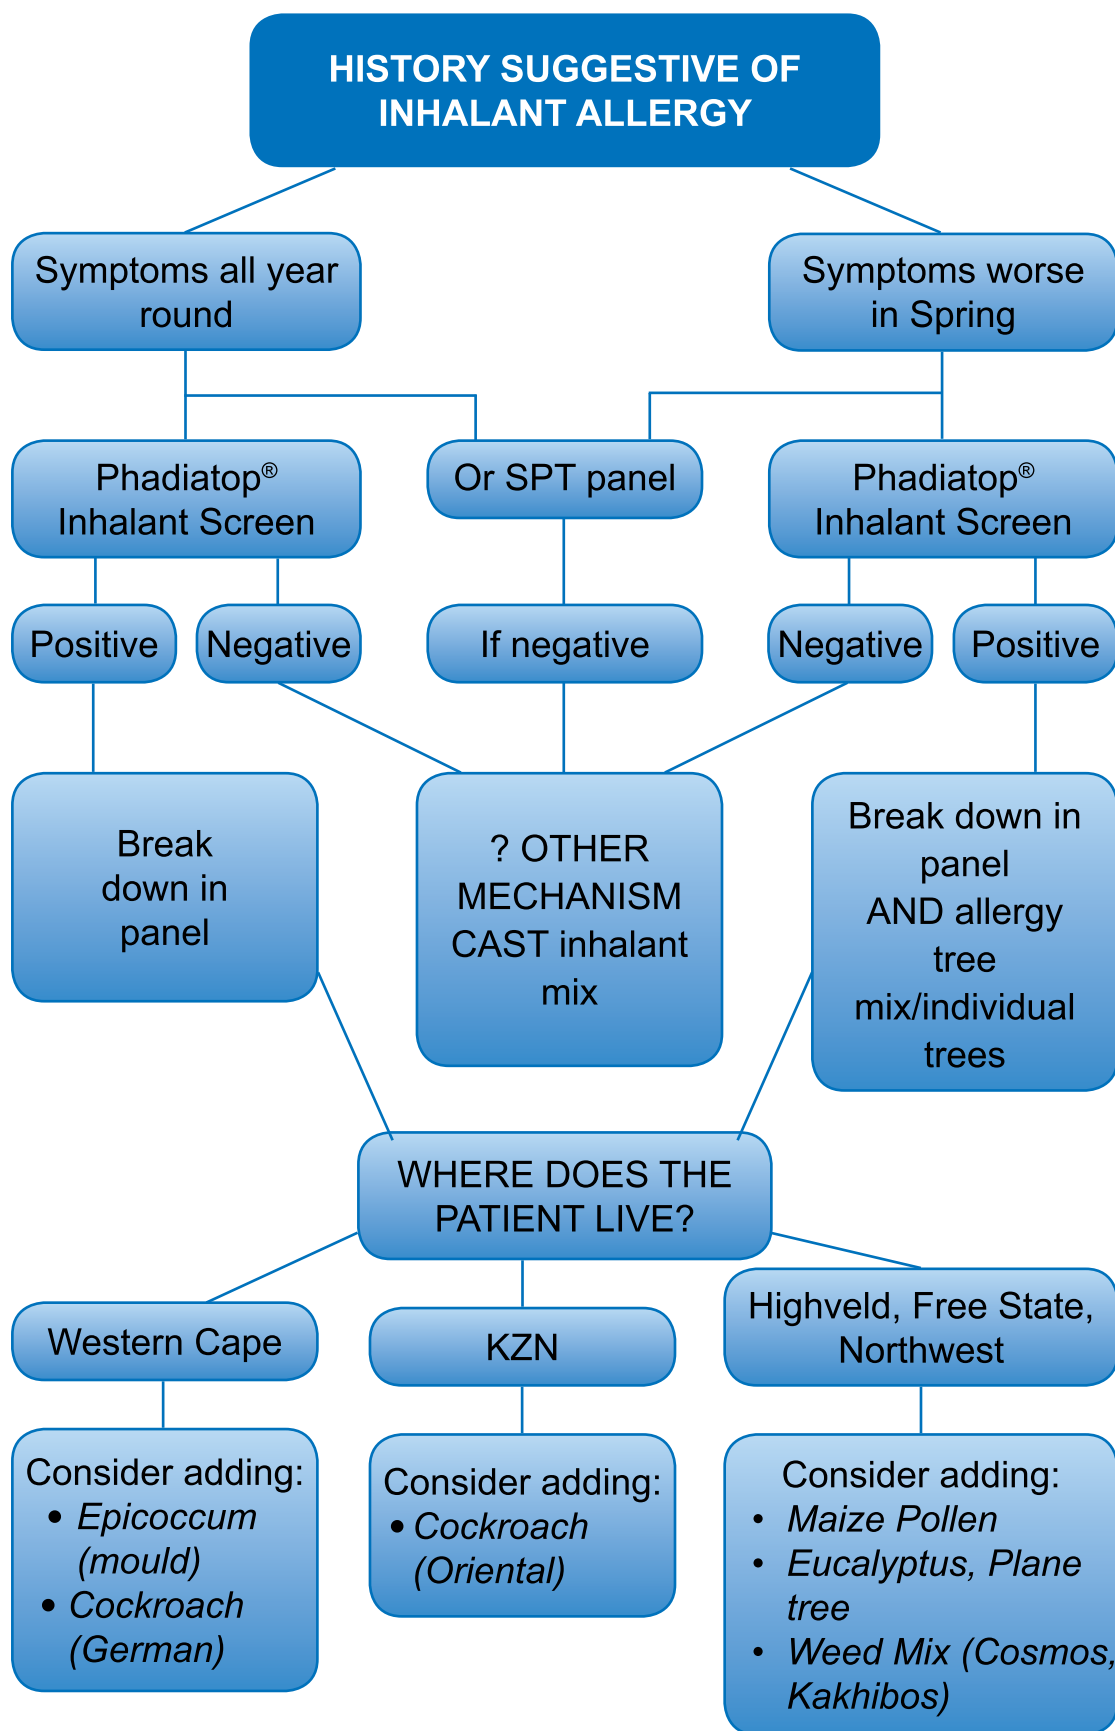 HISTORY SUGGESTIVE OF
INHALANT ALLERGY
Symptoms all year
round
Symptoms worse
in Spring
Phadiatop®
Inhalant Screen
Or SPT panel
Phadiatop®
Inhalant Screen
Positive
Negative
If negative
Negative
Positive
Break
down in
panel
? OTHER
MECHANISM
CAST inhalant
mix
Break down in
panel
AND allergy
tree
mix/individual
trees
WHERE DOES THE
PATIENT LIVE?
Western Cape
KZN
Highveld, Free State,
Northwest
Consider adding:
• Epicoccum
(mould)
• Cockroach
(German)
Consider adding:
• Cockroach
(Oriental)
Consider adding:
• Maize Pollen
• Eucalyptus, Plane
tree
• Weed Mix (Cosmos,
Kakhibos)